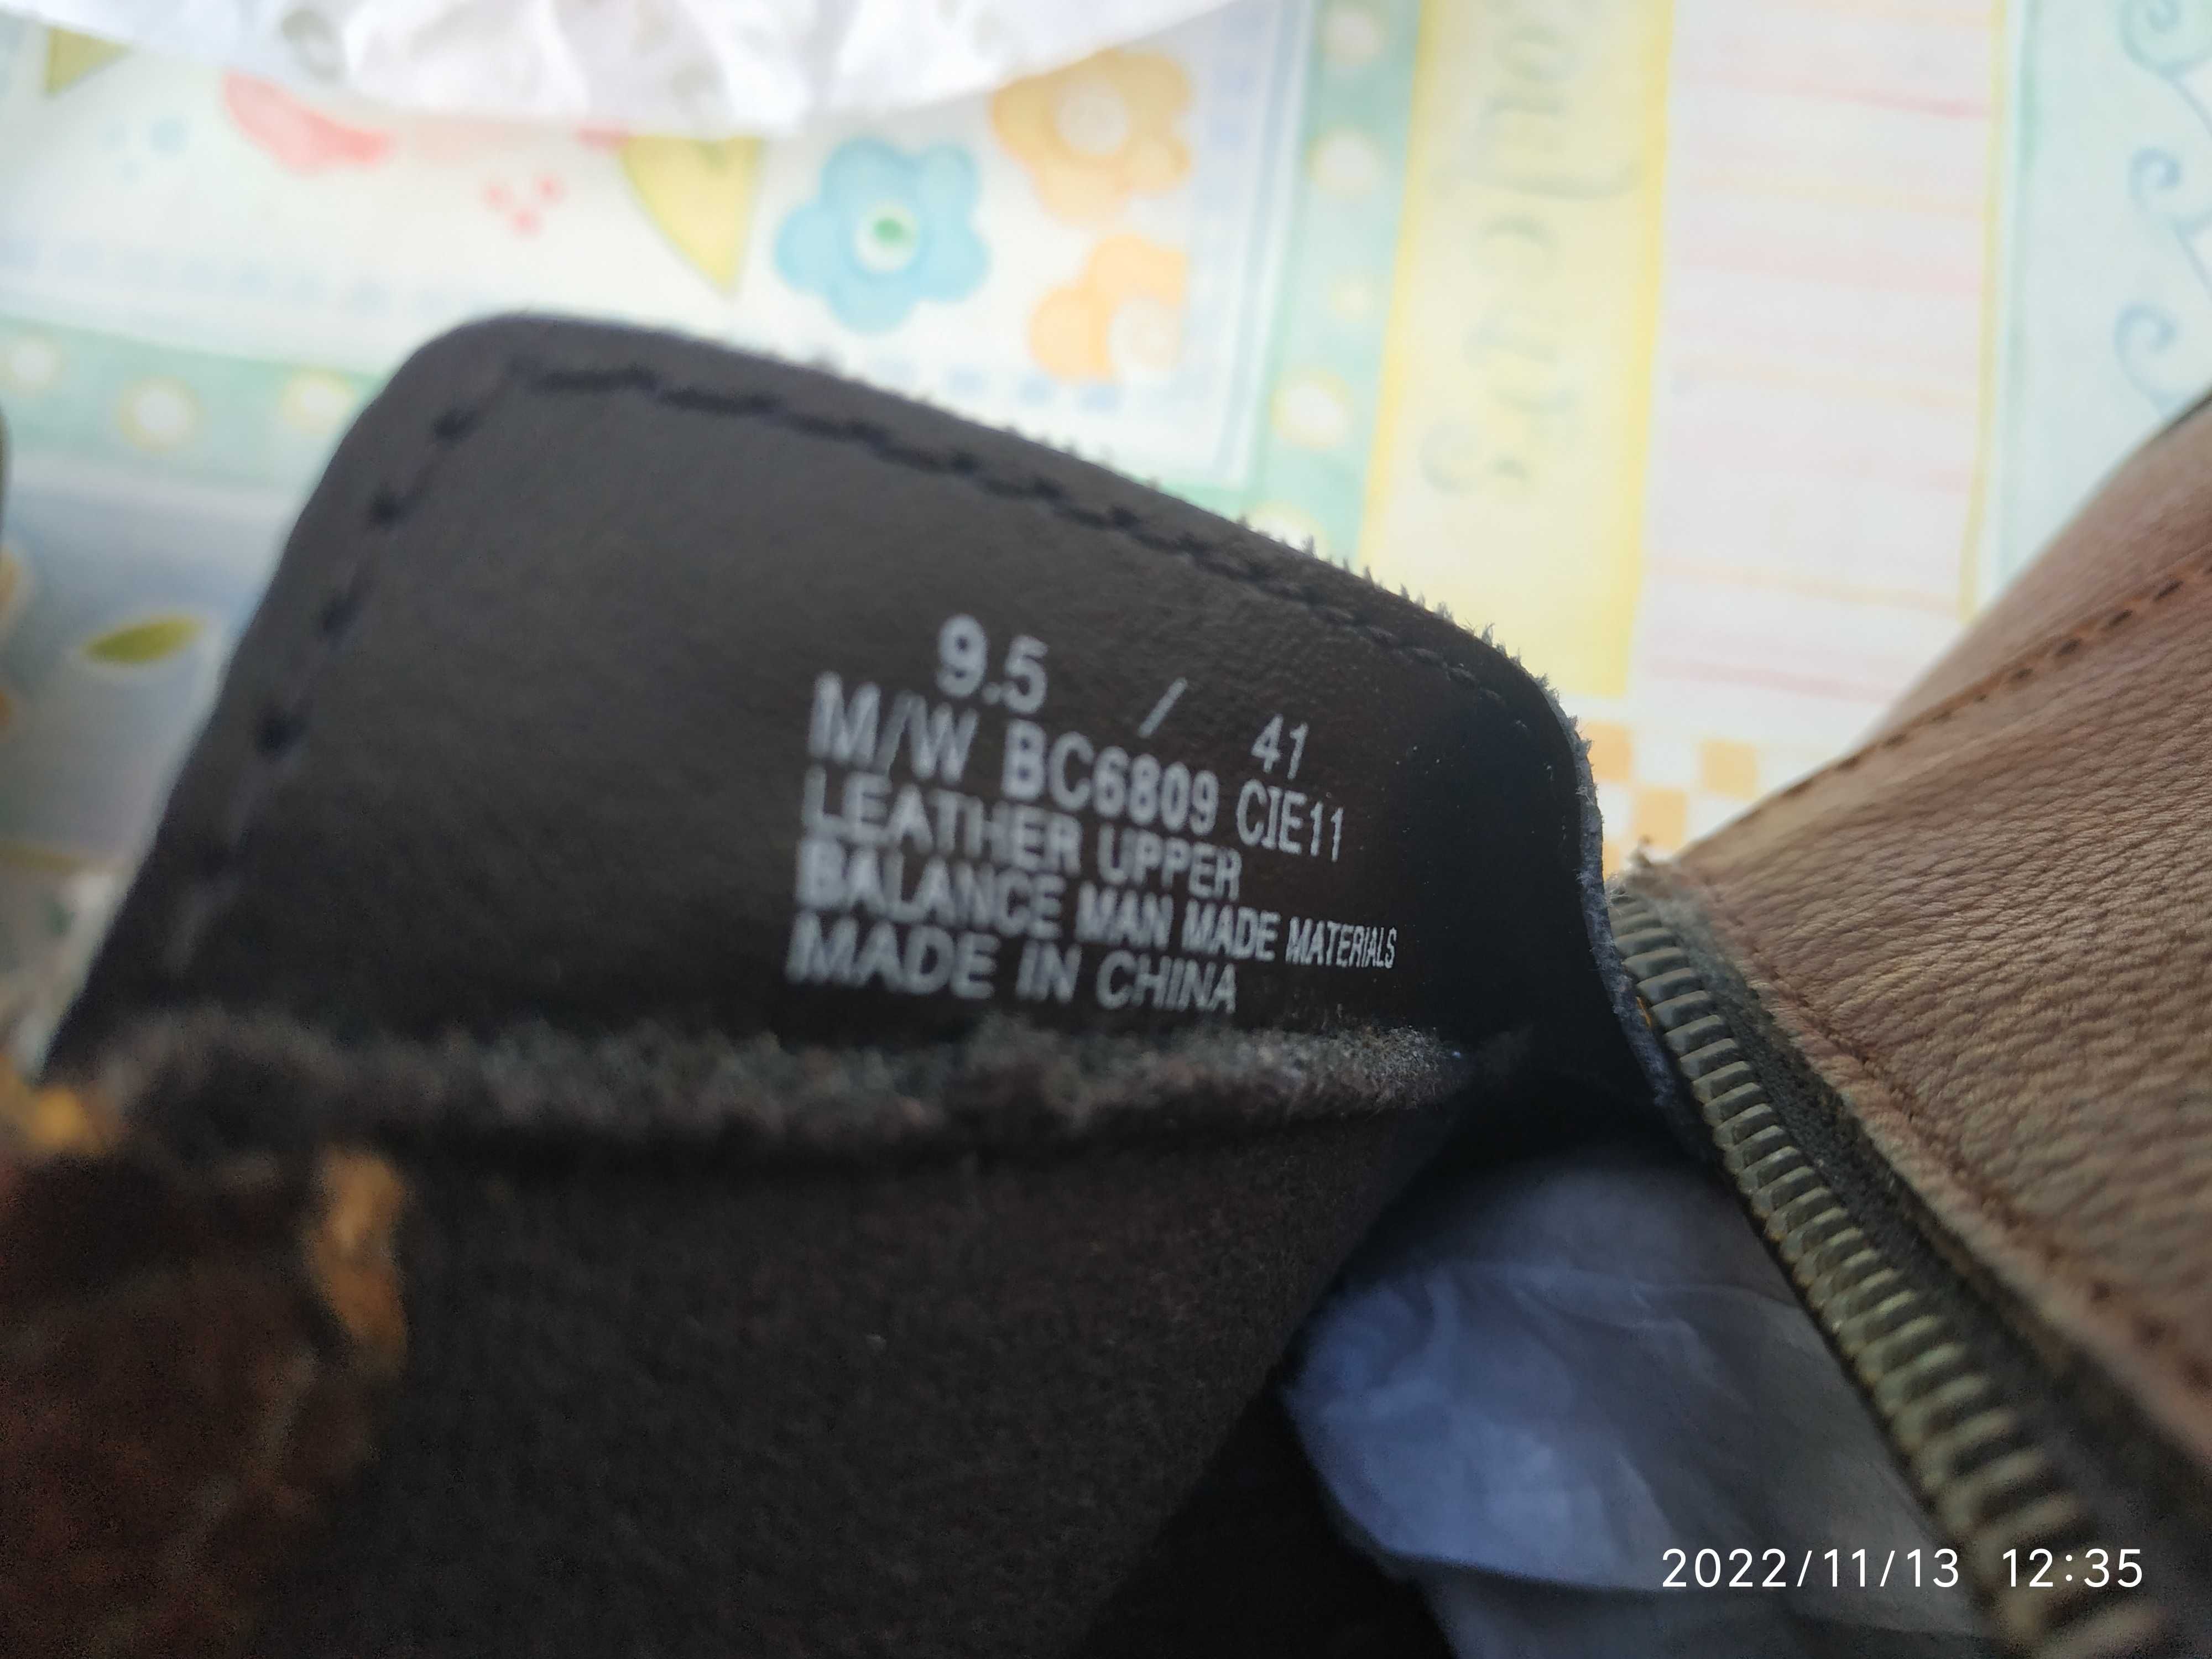 9.5 / 41
M/W BC6809 CIE11
LEATHER UPPER
BALANCE MAN MADE MATERIALS
MADE IN CHINA
2022/11/13 12:35